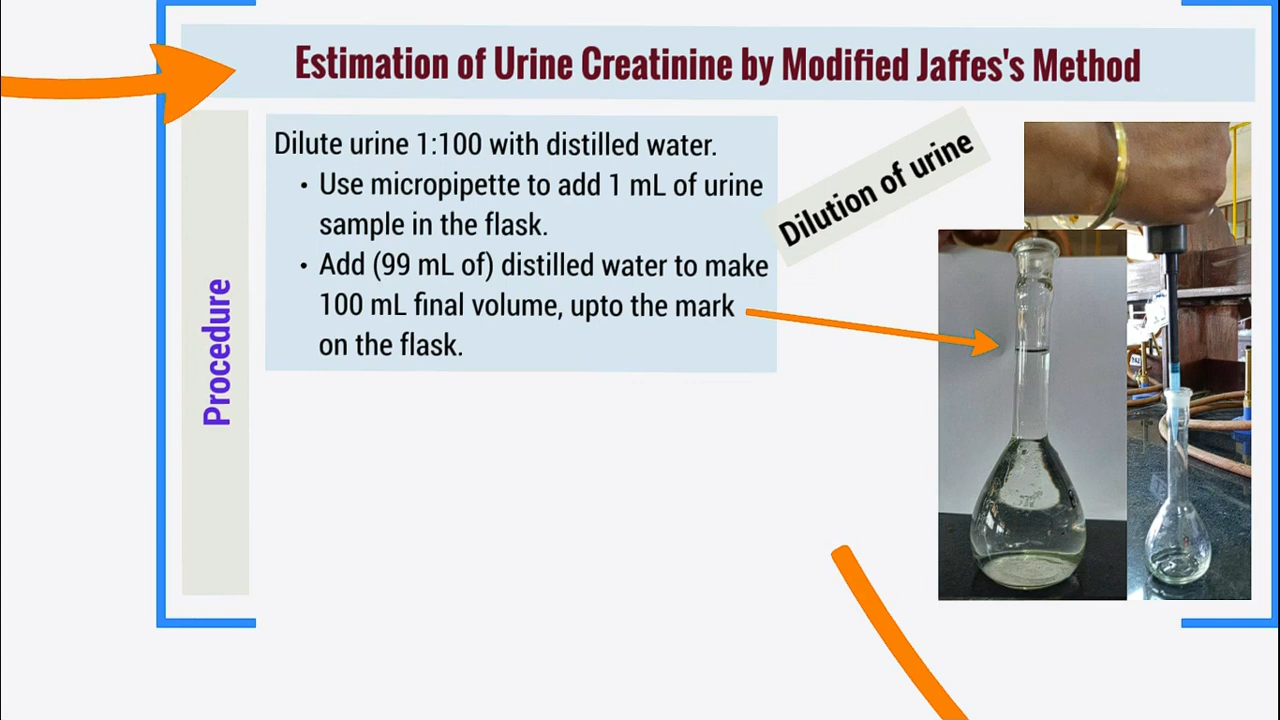 Estimation of Urine Creatinine by Modified Jaffes's Method
Procedure
Dilute urine 1:100 with distilled water.
• Use micropipette to add 1 mL of urine
sample in the flask.
• Add (99 mL of) distilled water to make
100 mL final volume, upto the mark
on the flask.
Dilution of urine